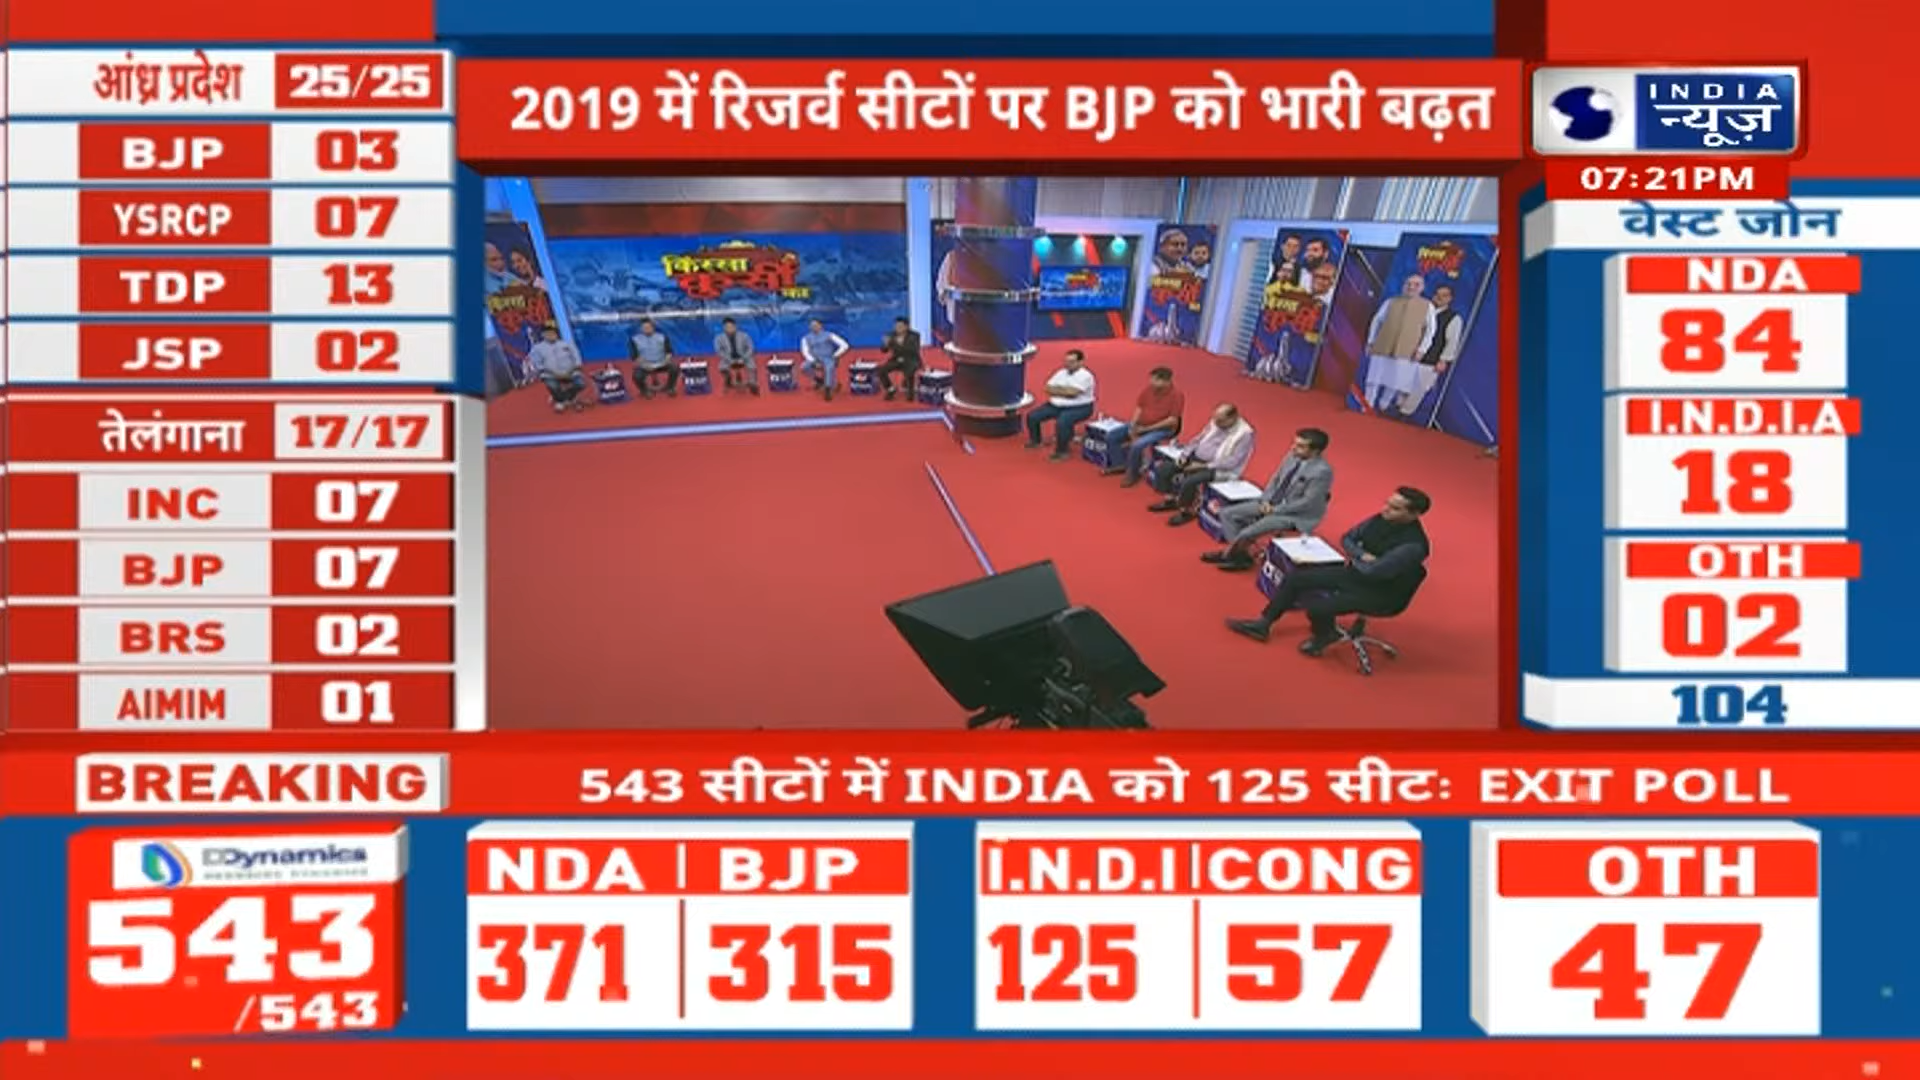 आंध्र प्रदेश 25/25
BJP 03
YSRCP 07
TDP 13
JSP 02
तेलंगाना 17/17
INC 07
BJP 07
BRS 02
AIMIM 01
2019 में रिजर्व सीटों पर BJP को भारी बढ़त
किस्सा कुर्सी का
INDIA
न्यूज़
07:21PM
वेस्ट जोन
NDA
84
I.N.D.I.A
18
OTH
02
104
BREAKING
543 सीटों में INDIA को 125 सीट: EXIT POLL
DDynamics
543
/543
NDA | BJP
371 315
I.N.D.I | CONG
125 57
OTH
47